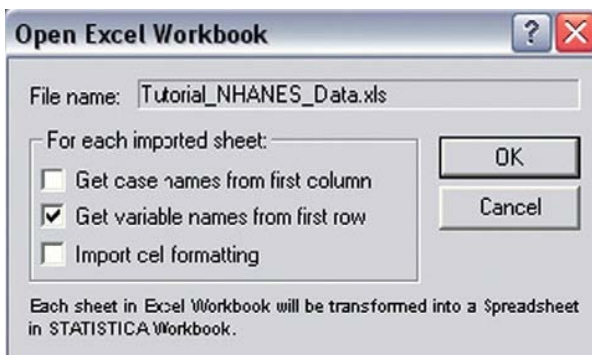 Open Excel Workbook
File name: Tutorial_NHANES_Data.xls
For each imported sheet:
Get case names from first column
Get variable names from first row
Import cel formatting
OK
Cancel
Each sheet in Excel Workbook will be transformed into a Spreadsheet
in STATISTICA Workbook.